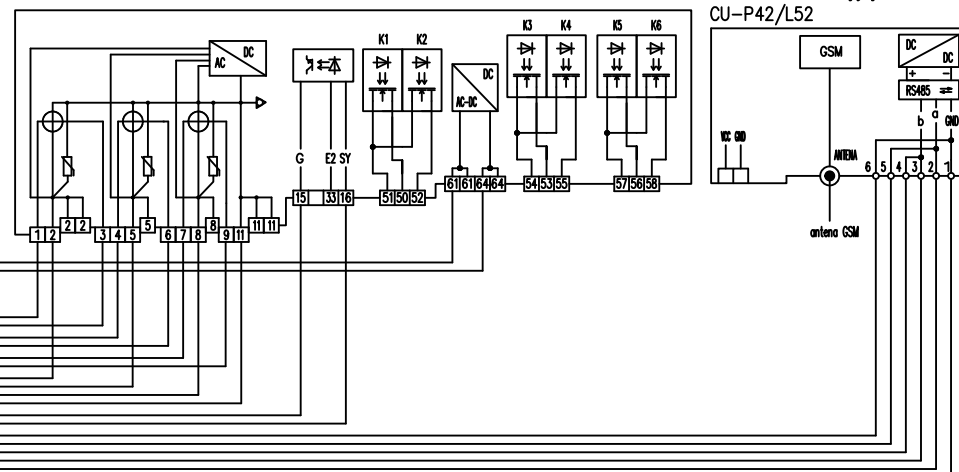 CU-P42/L52
K1 K2
K3 K4
K5 K6
DC
AC
DC
AC-DC
GSM
DC
DC
+ -
RS485
b a GND
G E2 SY
VCC GND
ANTENA
6 5 4 3 2 1
antena GSM
15 33 16
51 50 52
61 61 64 64
54 53 55
57 56 58
2 2
5
8
11 11
1 2
3 4 5
6 7 8
9 11